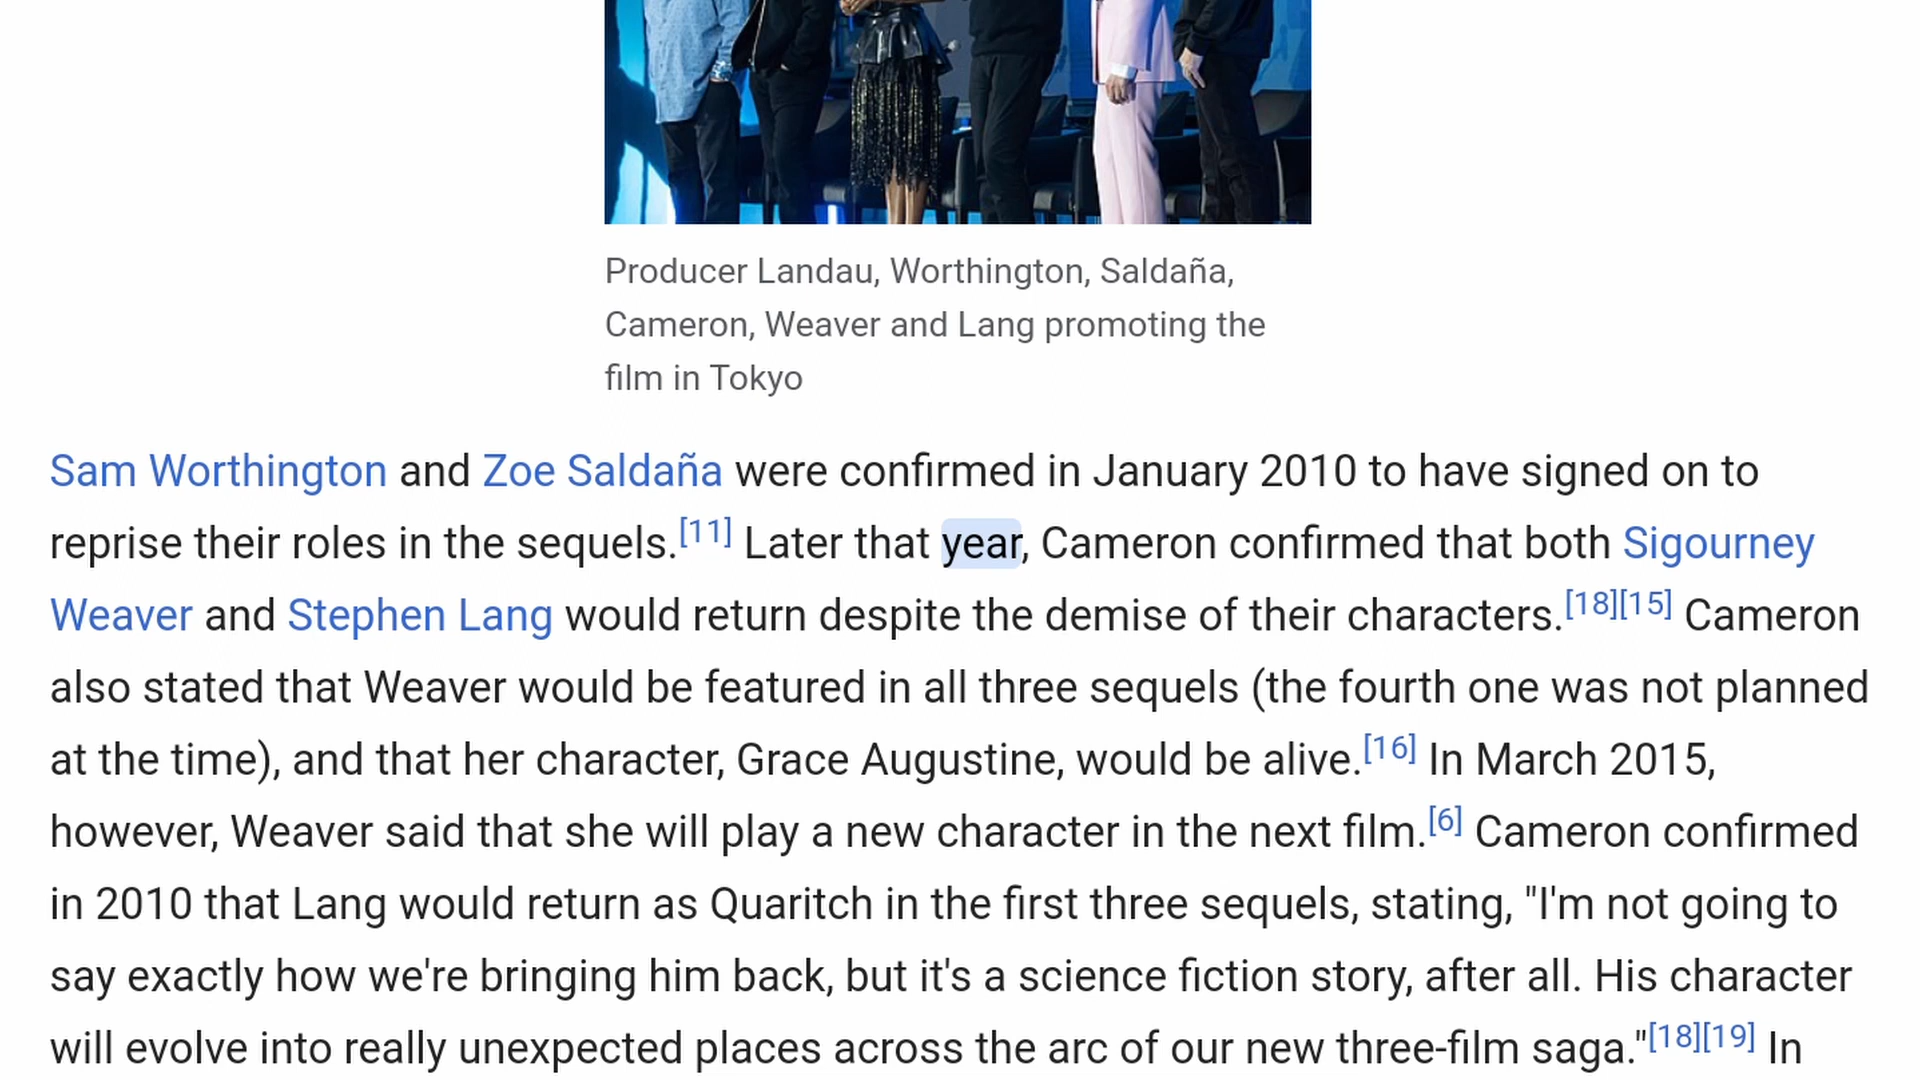 Producer Landau, Worthington, Saldaña,
Cameron, Weaver and Lang promoting the
film in Tokyo
Sam Worthington and Zoe Saldaña were confirmed in January 2010 to have signed on to
reprise their roles in the sequels.[11] Later that year, Cameron confirmed that both Sigourney
Weaver and Stephen Lang would return despite the demise of their characters.[18][15] Cameron
also stated that Weaver would be featured in all three sequels (the fourth one was not planned
at the time), and that her character, Grace Augustine, would be alive.[16] In March 2015,
however, Weaver said that she will play a new character in the next film.[6] Cameron confirmed
in 2010 that Lang would return as Quaritch in the first three sequels, stating, "I'm not going to
say exactly how we're bringing him back, but it's a science fiction story, after all. His character
will evolve into really unexpected places across the arc of our new three-film saga."[18][19] In